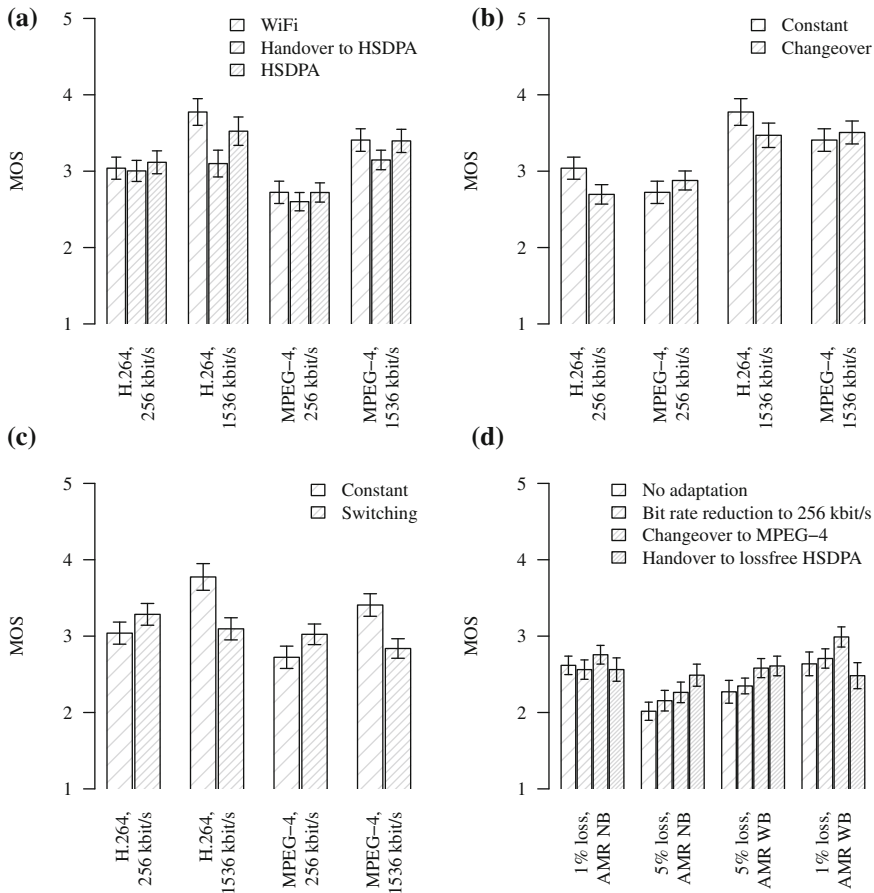 (a)
5
4
3
2
1
MOS
WiFi
Handover to HSDPA
HSDPA
H.264,
256 kbit/s
H.264,
1536 kbit/s
MPEG−4,
256 kbit/s
MPEG−4,
1536 kbit/s
(b)
5
4
3
2
1
MOS
Constant
Changeover
H.264,
256 kbit/s
MPEG−4,
256 kbit/s
H.264,
1536 kbit/s
MPEG−4,
1536 kbit/s
(c)
5
4
3
2
1
MOS
Constant
Switching
H.264,
256 kbit/s
H.264,
1536 kbit/s
MPEG−4,
256 kbit/s
MPEG−4,
1536 kbit/s
(d)
5
4
3
2
1
MOS
No adaptation
Bit rate reduction to 256 kbit/s
Changeover to MPEG−4
Handover to lossfree HSDPA
1% loss,
AMR NB
5% loss,
AMR NB
5% loss,
AMR WB
1% loss,
AMR WB